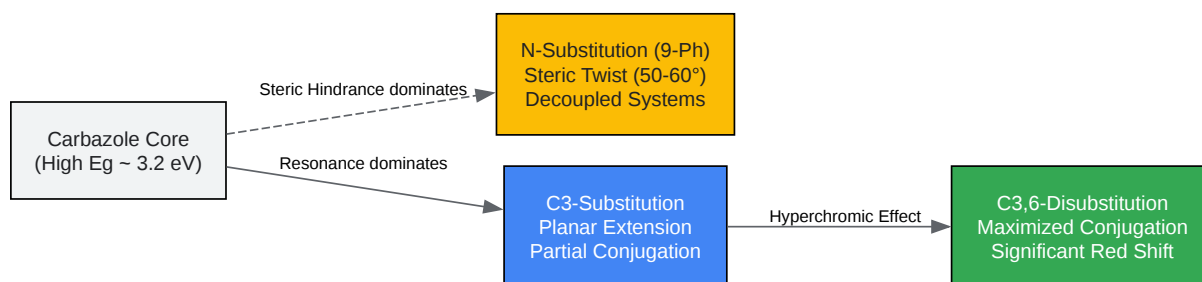 Carbazole Core
(High Eg ~ 3.2 eV)
Steric Hindrance dominates
Resonance dominates
N-Substitution (9-Ph)
Steric Twist (50-60°)
Decoupled Systems
C3-Substitution
Planar Extension
Partial Conjugation
Hyperchromic Effect
C3,6-Disubstitution
Maximized Conjugation
Significant Red Shift